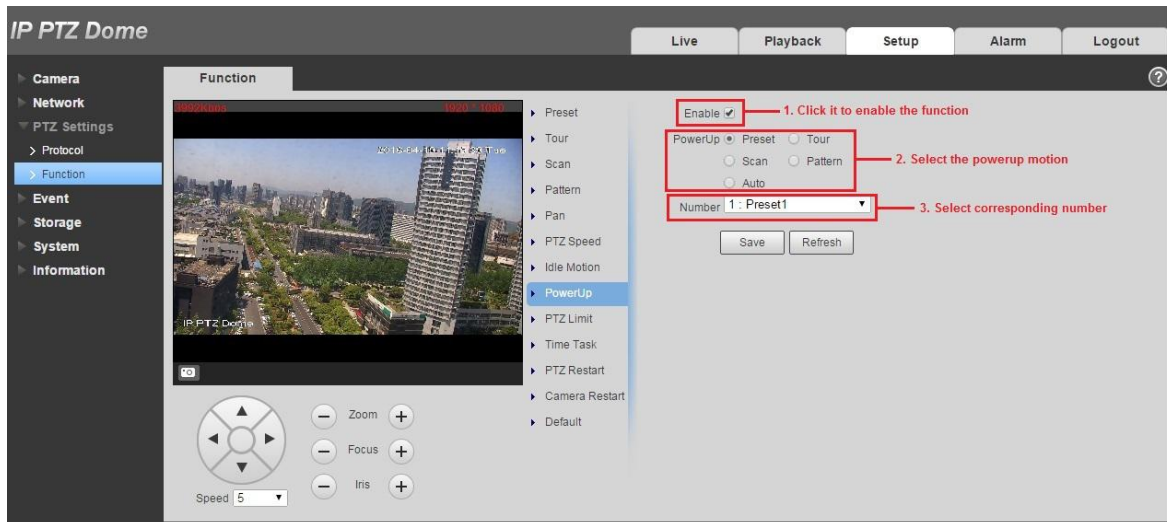 IP PTZ Dome
Live Playback Setup Alarm Logout
Camera
Network
PTZ Settings
Protocol
Function
Event
Storage
System
Information
Function
3992Kbps 1920 * 1080
IP PTZ Dome
Zoom
Focus
Iris
Speed 5
Preset
Tour
Scan
Pattern
Pan
PTZ Speed
Idle Motion
PowerUp
PTZ Limit
Time Task
PTZ Restart
Camera Restart
Default
Enable 1. Click it to enable the function
PowerUp Preset Tour
Scan Pattern 2. Select the powerup motion
Auto
Number 1 : Preset1 3. Select corresponding number
Save Refresh